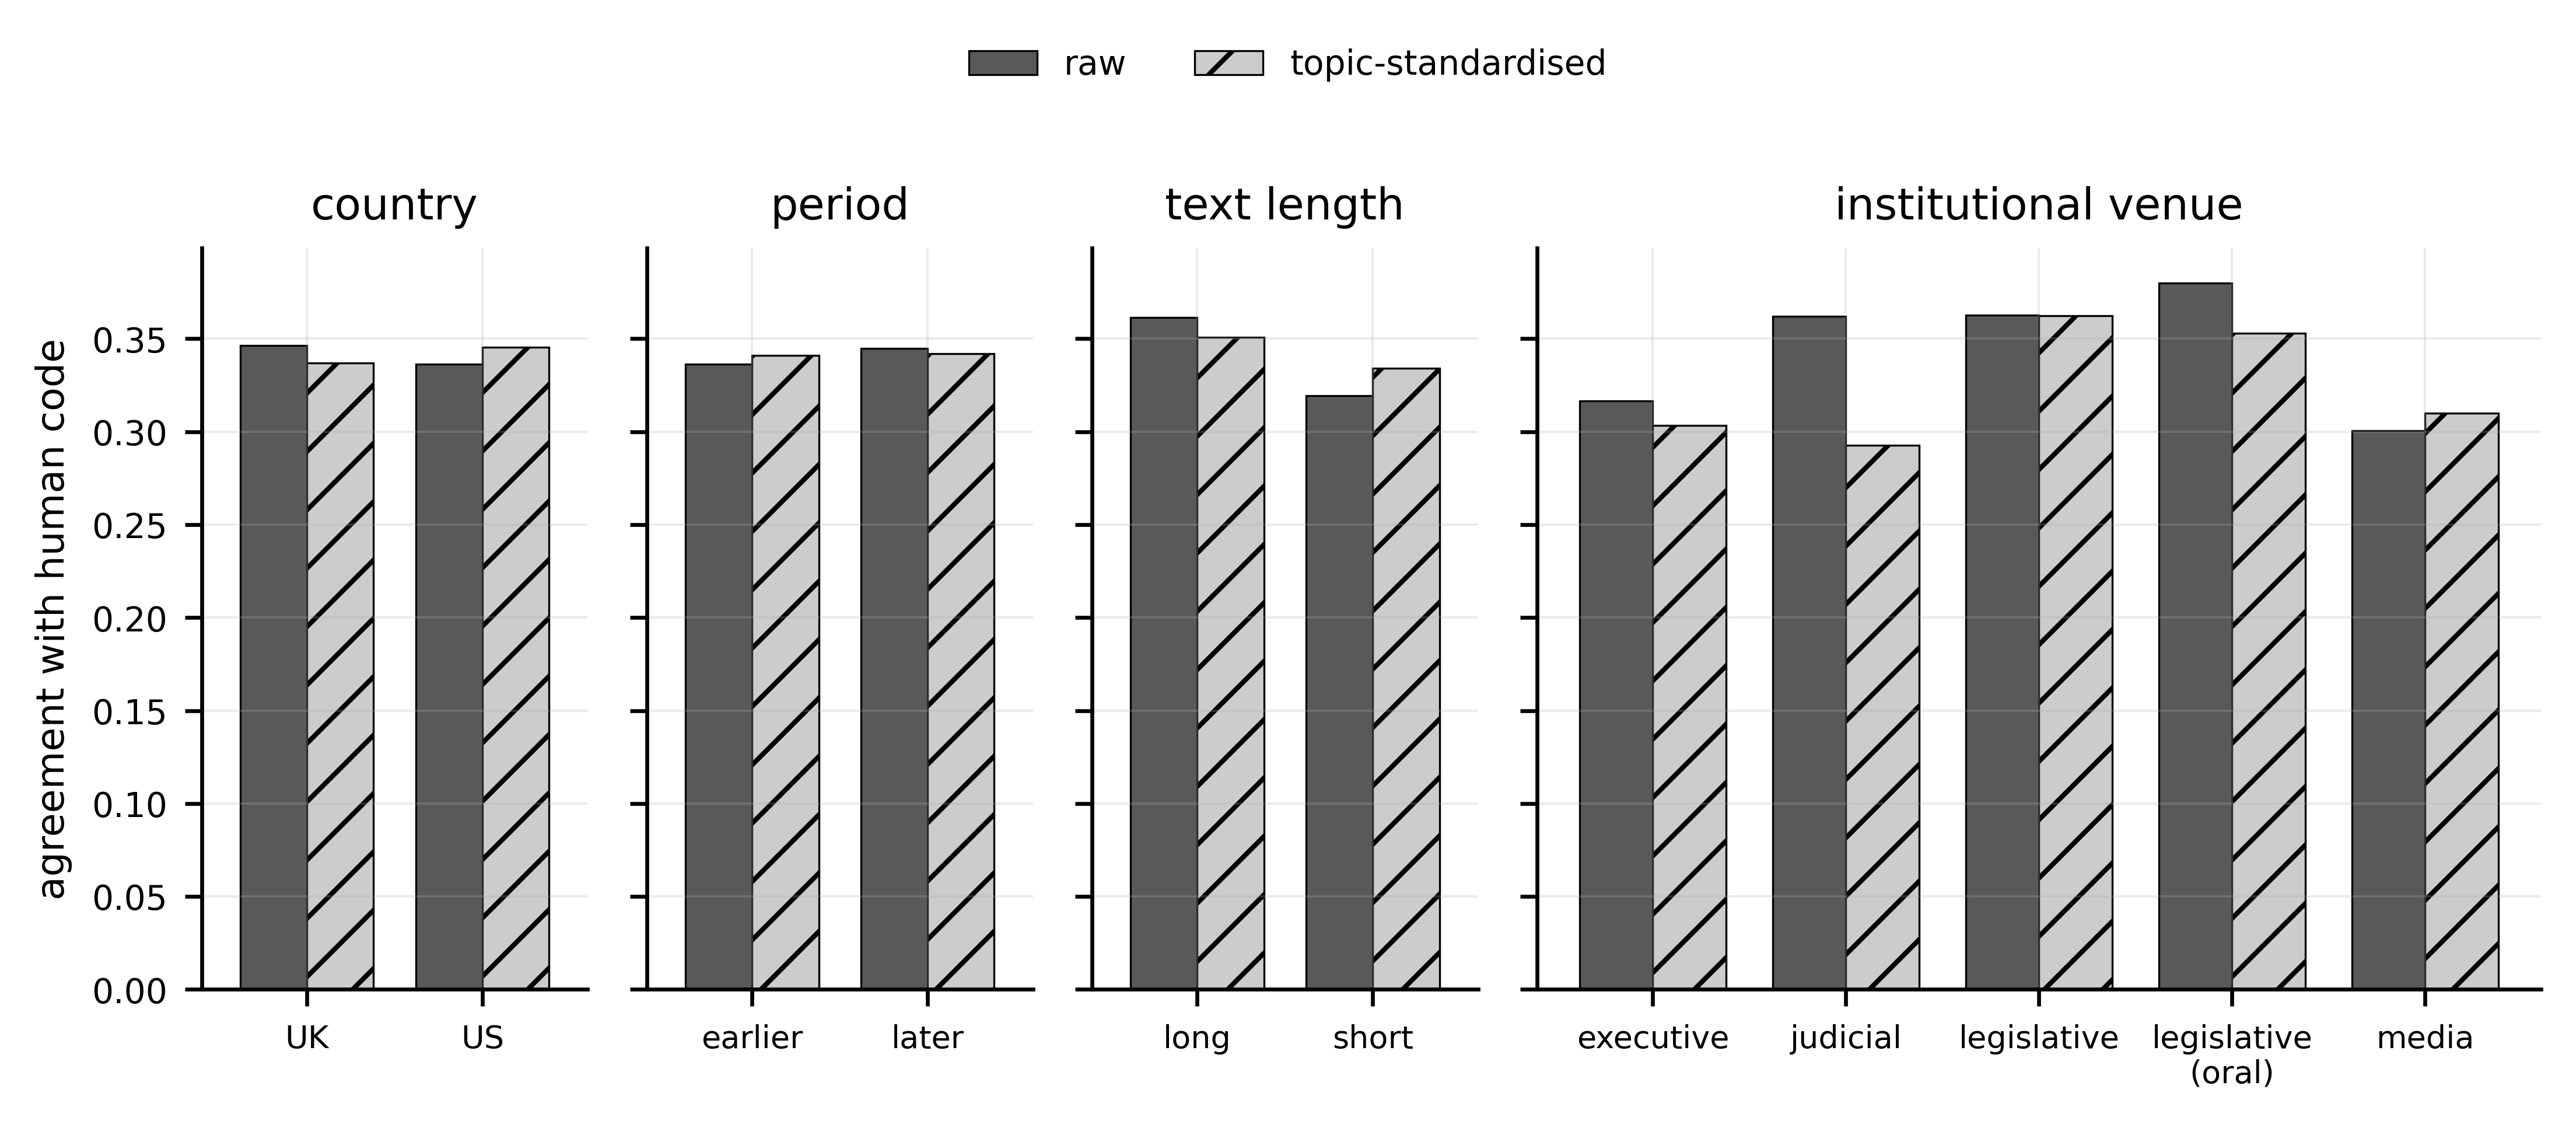 raw topic-standardised
country period text length institutional venue
agreement with human code
0.35
0.30
0.25
0.20
0.15
0.10
0.05
0.00
UK US earlier later long short executive judicial legislative legislative media
(oral)